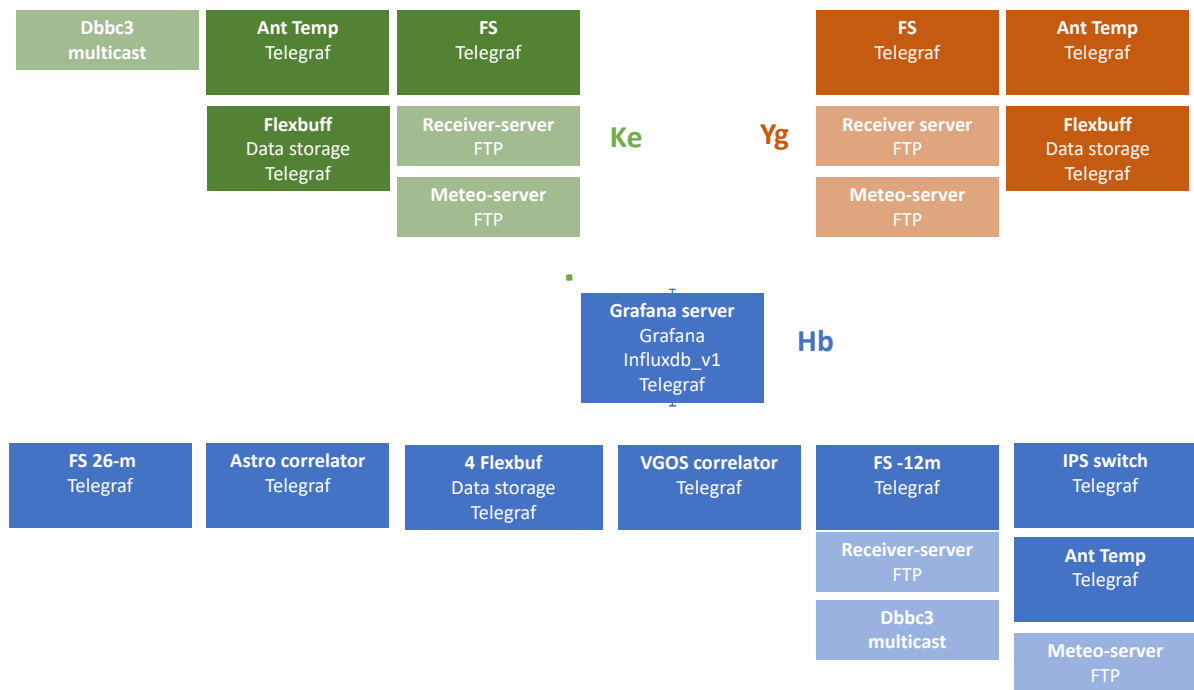 Dbbc3
multicast
Ant Temp
Telegraf
FS
Telegraf
FS
Telegraf
Ant Temp
Telegraf
Flexbuff
Data storage
Telegraf
Receiver-server
FTP
Meteo-server
FTP
Ke
Yg
Receiver server
FTP
Meteo-server
FTP
Flexbuff
Data storage
Telegraf
Grafana server
Grafana
Influxdb_v1
Telegraf
Hb
FS 26-m
Telegraf
Astro correlator
Telegraf
4 Flexbuf
Data storage
Telegraf
VGOS correlator
Telegraf
FS -12m
Telegraf
IPS switch
Telegraf
Receiver-server
FTP
Dbbc3
multicast
Ant Temp
Telegraf
Meteo-server
FTP